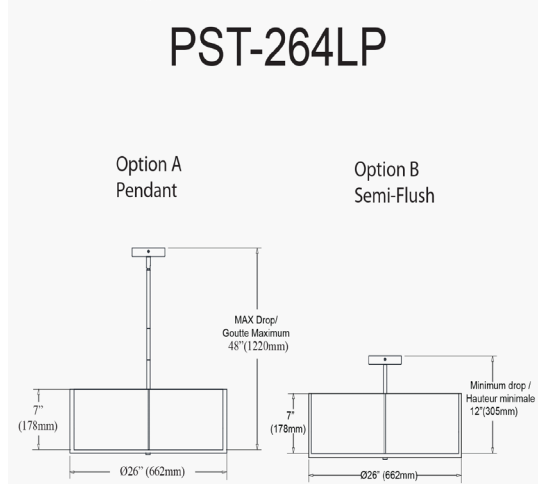 PST-264LP
Option A
Pendant
Option B
Semi-Flush
MAX Drop/
Goutte Maximum
48”(1220mm)
7”
(178mm)
Ø26” (662mm)
Minimum drop /
Hauteur minimale
12”(305mm)
7”
(178mm)
Ø26” (662mm)